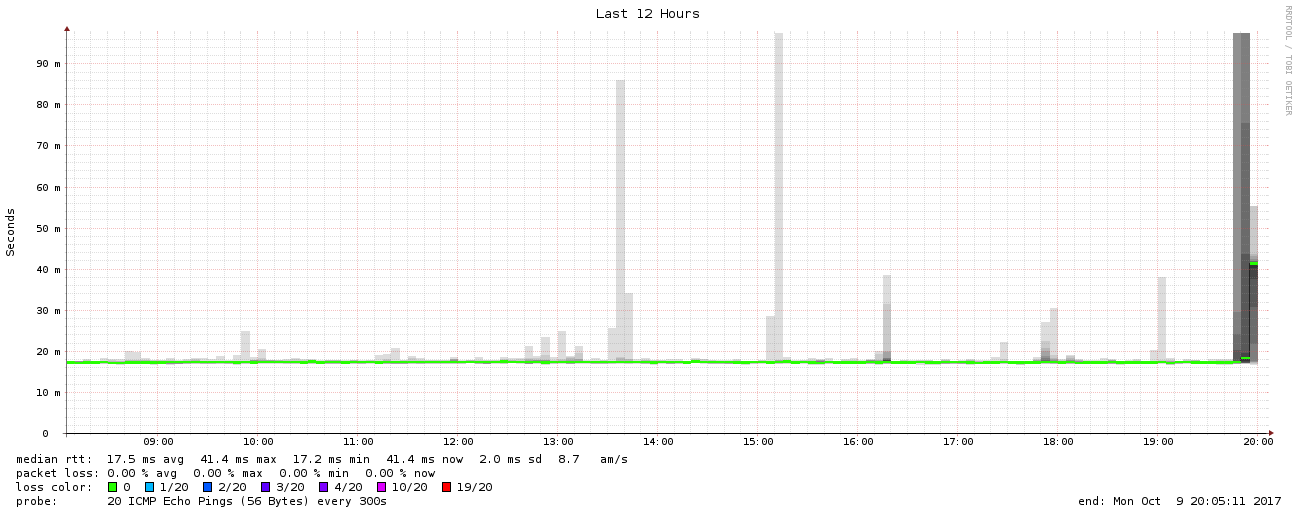 Last 12 Hours
RRDTOOL / TOBI OETIKER
Seconds
90 m
80 m
70 m
60 m
50 m
40 m
30 m
20 m
10 m
0
09:00 10:00 11:00 12:00 13:00 14:00 15:00 16:00 17:00 18:00 19:00 20:00
median rtt: 17.5 ms avg 41.4 ms max 17.2 ms min 41.4 ms now 2.0 ms sd 8.7 am/s
packet loss: 0.00 % avg 0.00 % max 0.00 % min 0.00 % now
loss color: 0 1/20 2/20 3/20 4/20 10/20 19/20
probe: 20 ICMP Echo Pings (56 Bytes) every 300s end: Mon Oct 9 20:05:11 2017